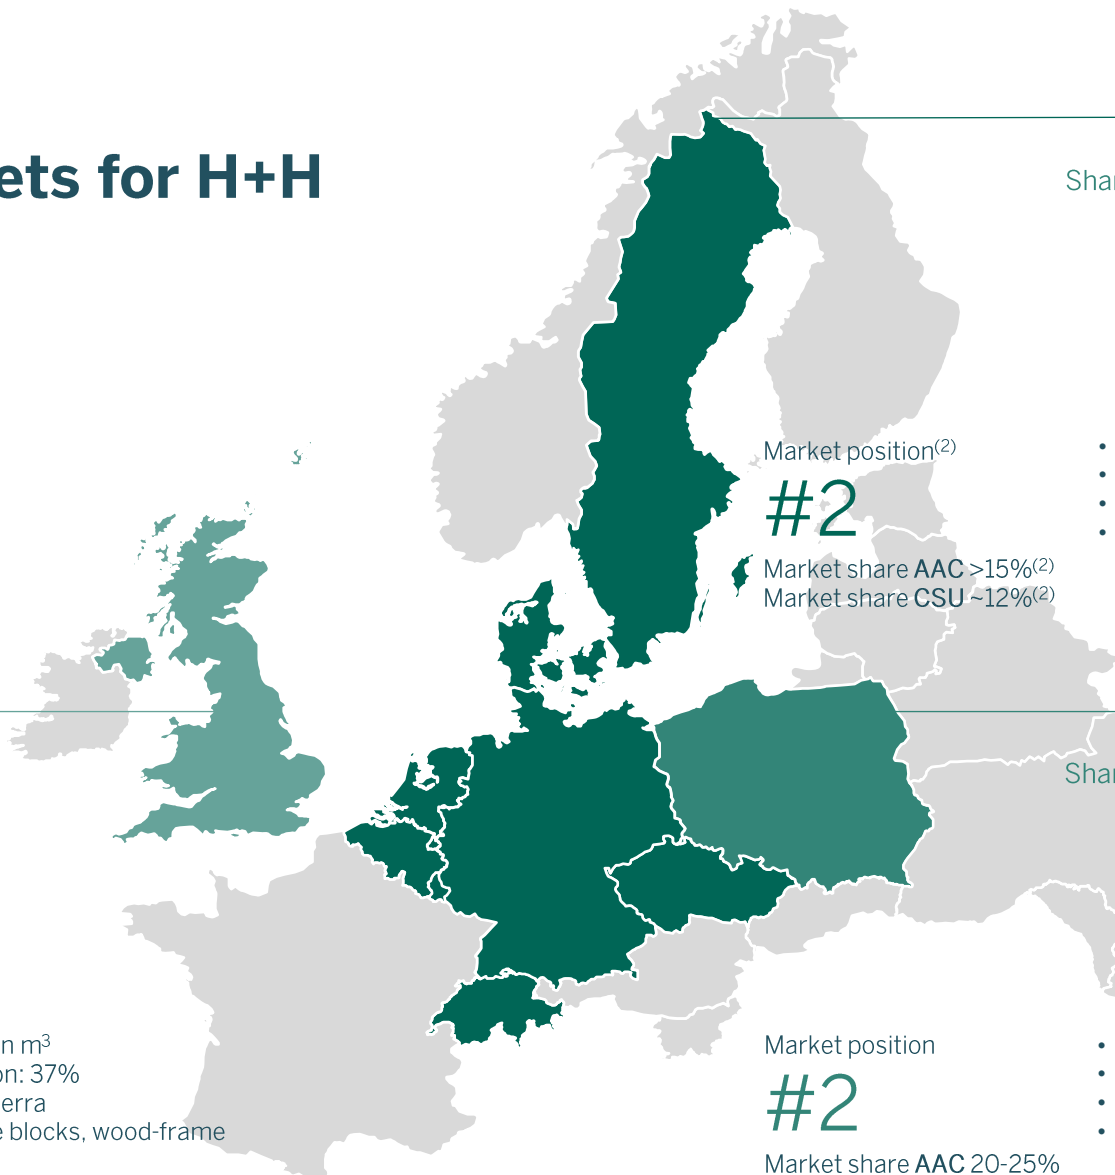 ets for H+H
Shar
Market position(2)
#2
Market share AAC >15%(2)
Market share CSU ~12%(2)
Shar
n m³
on: 37%
erra
e blocks, wood-frame
Market position
#2
Market share AAC 20-25%